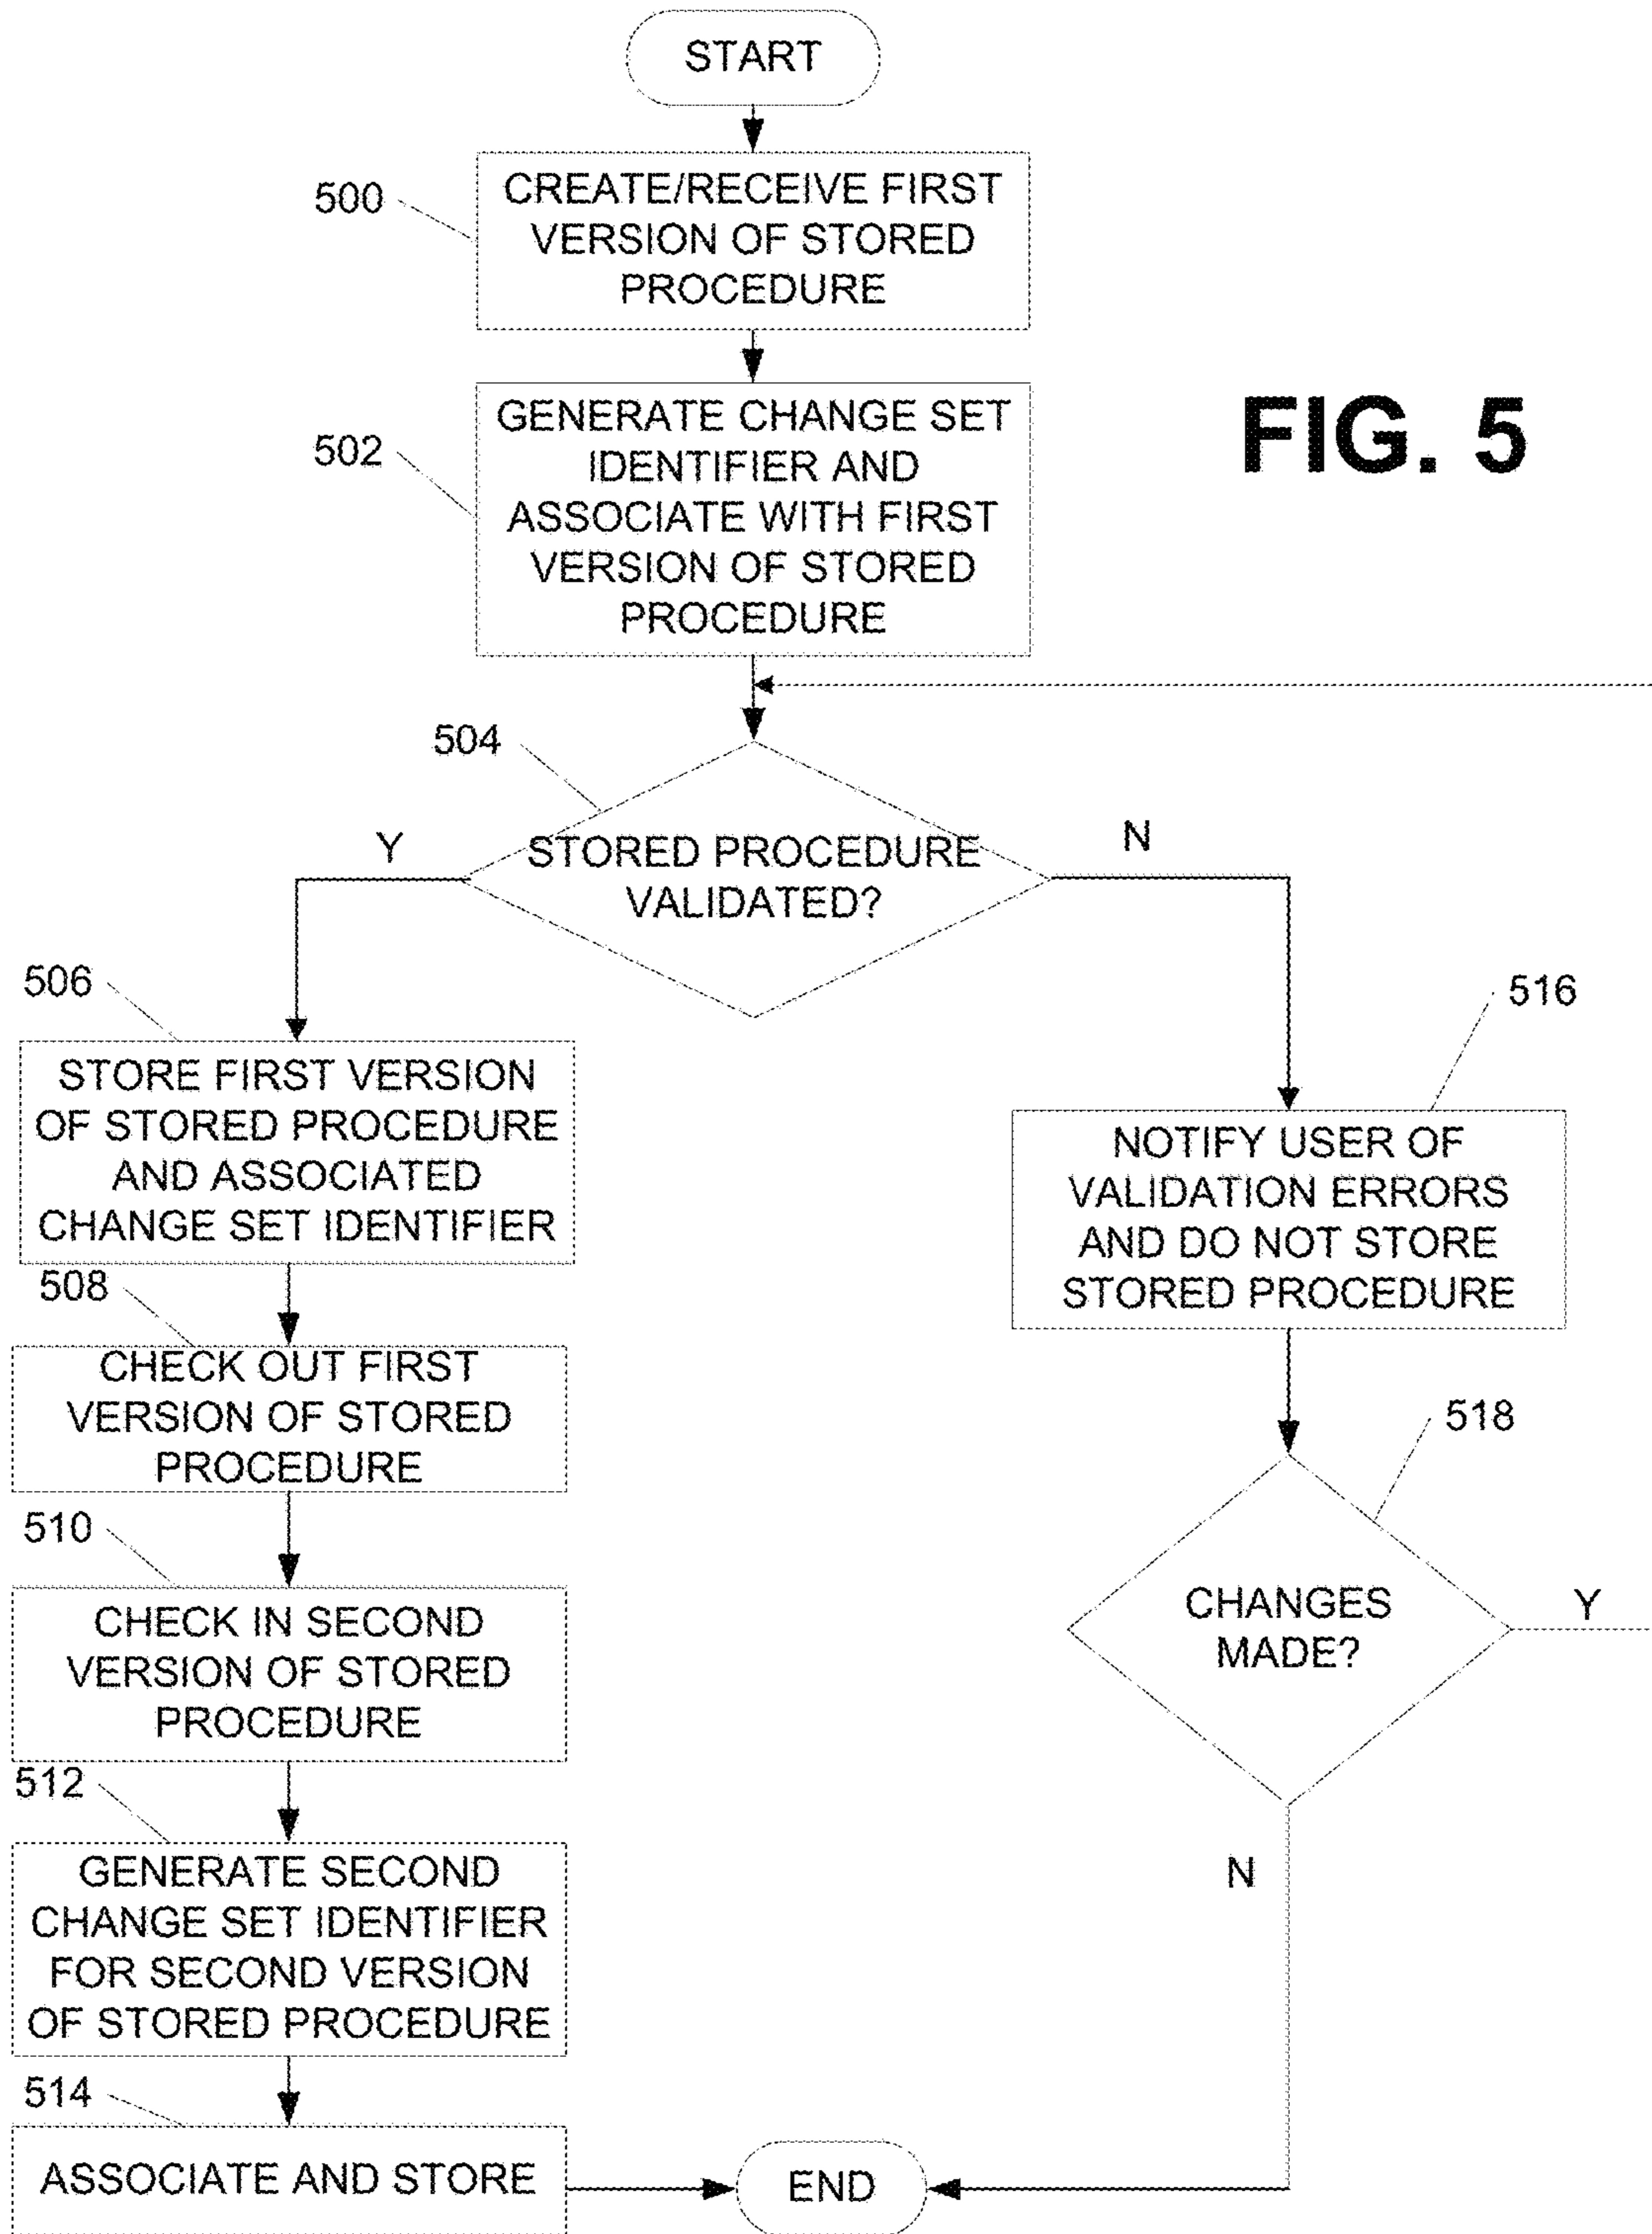 START
500
CREATE/RECEIVE FIRST
VERSION OF STORED
PROCEDURE
502
GENERATE CHANGE SET
IDENTIFIER AND
ASSOCIATE WITH FIRST
VERSION OF STORED
PROCEDURE
FIG. 5
504
Y
STORED PROCEDURE
VALIDATED?
N
506
STORE FIRST VERSION
OF STORED PROCEDURE
AND ASSOCIATED
CHANGE SET IDENTIFIER
516
NOTIFY USER OF
VALIDATION ERRORS
AND DO NOT STORE
STORED PROCEDURE
508
CHECK OUT FIRST
VERSION OF STORED
PROCEDURE
518
CHANGES
MADE?
Y
N
510
CHECK IN SECOND
VERSION OF STORED
PROCEDURE
512
GENERATE SECOND
CHANGE SET IDENTIFIER
FOR SECOND VERSION
OF STORED PROCEDURE
514
ASSOCIATE AND STORE
END